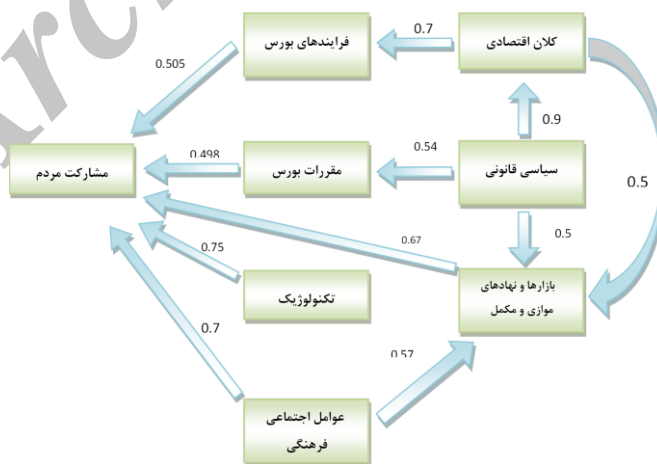 کلان اقتصادی
0.7
فرایندهای بورس
0.505
0.9
0.5
سیاسی قانونی
0.54
مقررات بورس
0.498
مشارکت مردم
0.5
0.67
0.75
بازارها و نهادهای
موازی و مکمل
تکنولوژیک
0.7
0.57
عوامل اجتماعی
فرهنگی